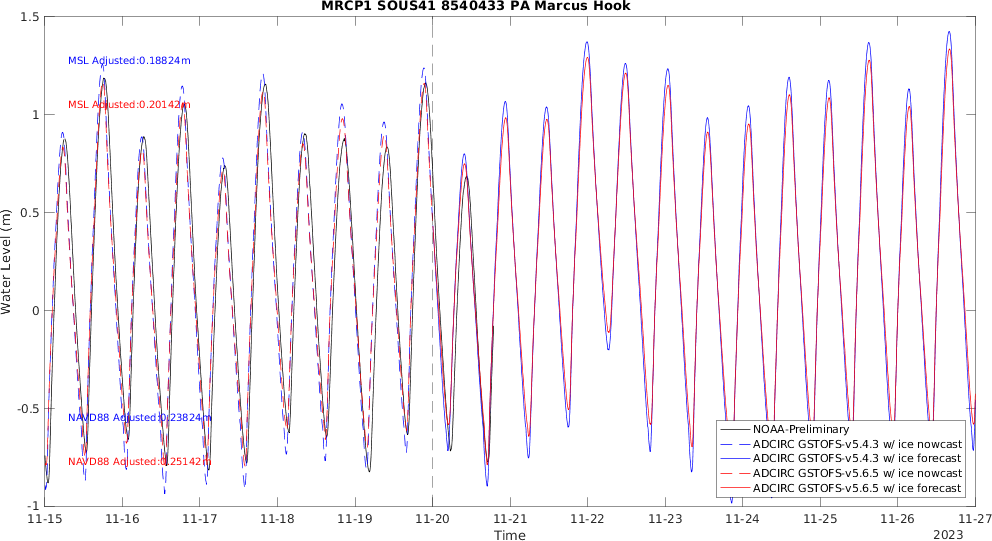 MRCP1 SOUS41 8540433 PA Marcus Hook
Water Level (m)
1.5
1
0.5
0
-0.5
-1
MSL Adjusted:0.18824m
MSL Adjusted:0.20142m
NAVD88 Adjusted:0.23824m
NAVD88 Adjusted:0.25142m
NOAA-Preliminary
ADCIRC GSTOFS-v5.4.3 w/ ice nowcast
ADCIRC GSTOFS-v5.4.3 w/ ice forecast
ADCIRC GSTOFS-v5.6.5 w/ ice nowcast
ADCIRC GSTOFS-v5.6.5 w/ ice forecast
11-15 11-16 11-17 11-18 11-19 11-20 11-21 11-22 11-23 11-24 11-25 11-26 11-27
Time
2023